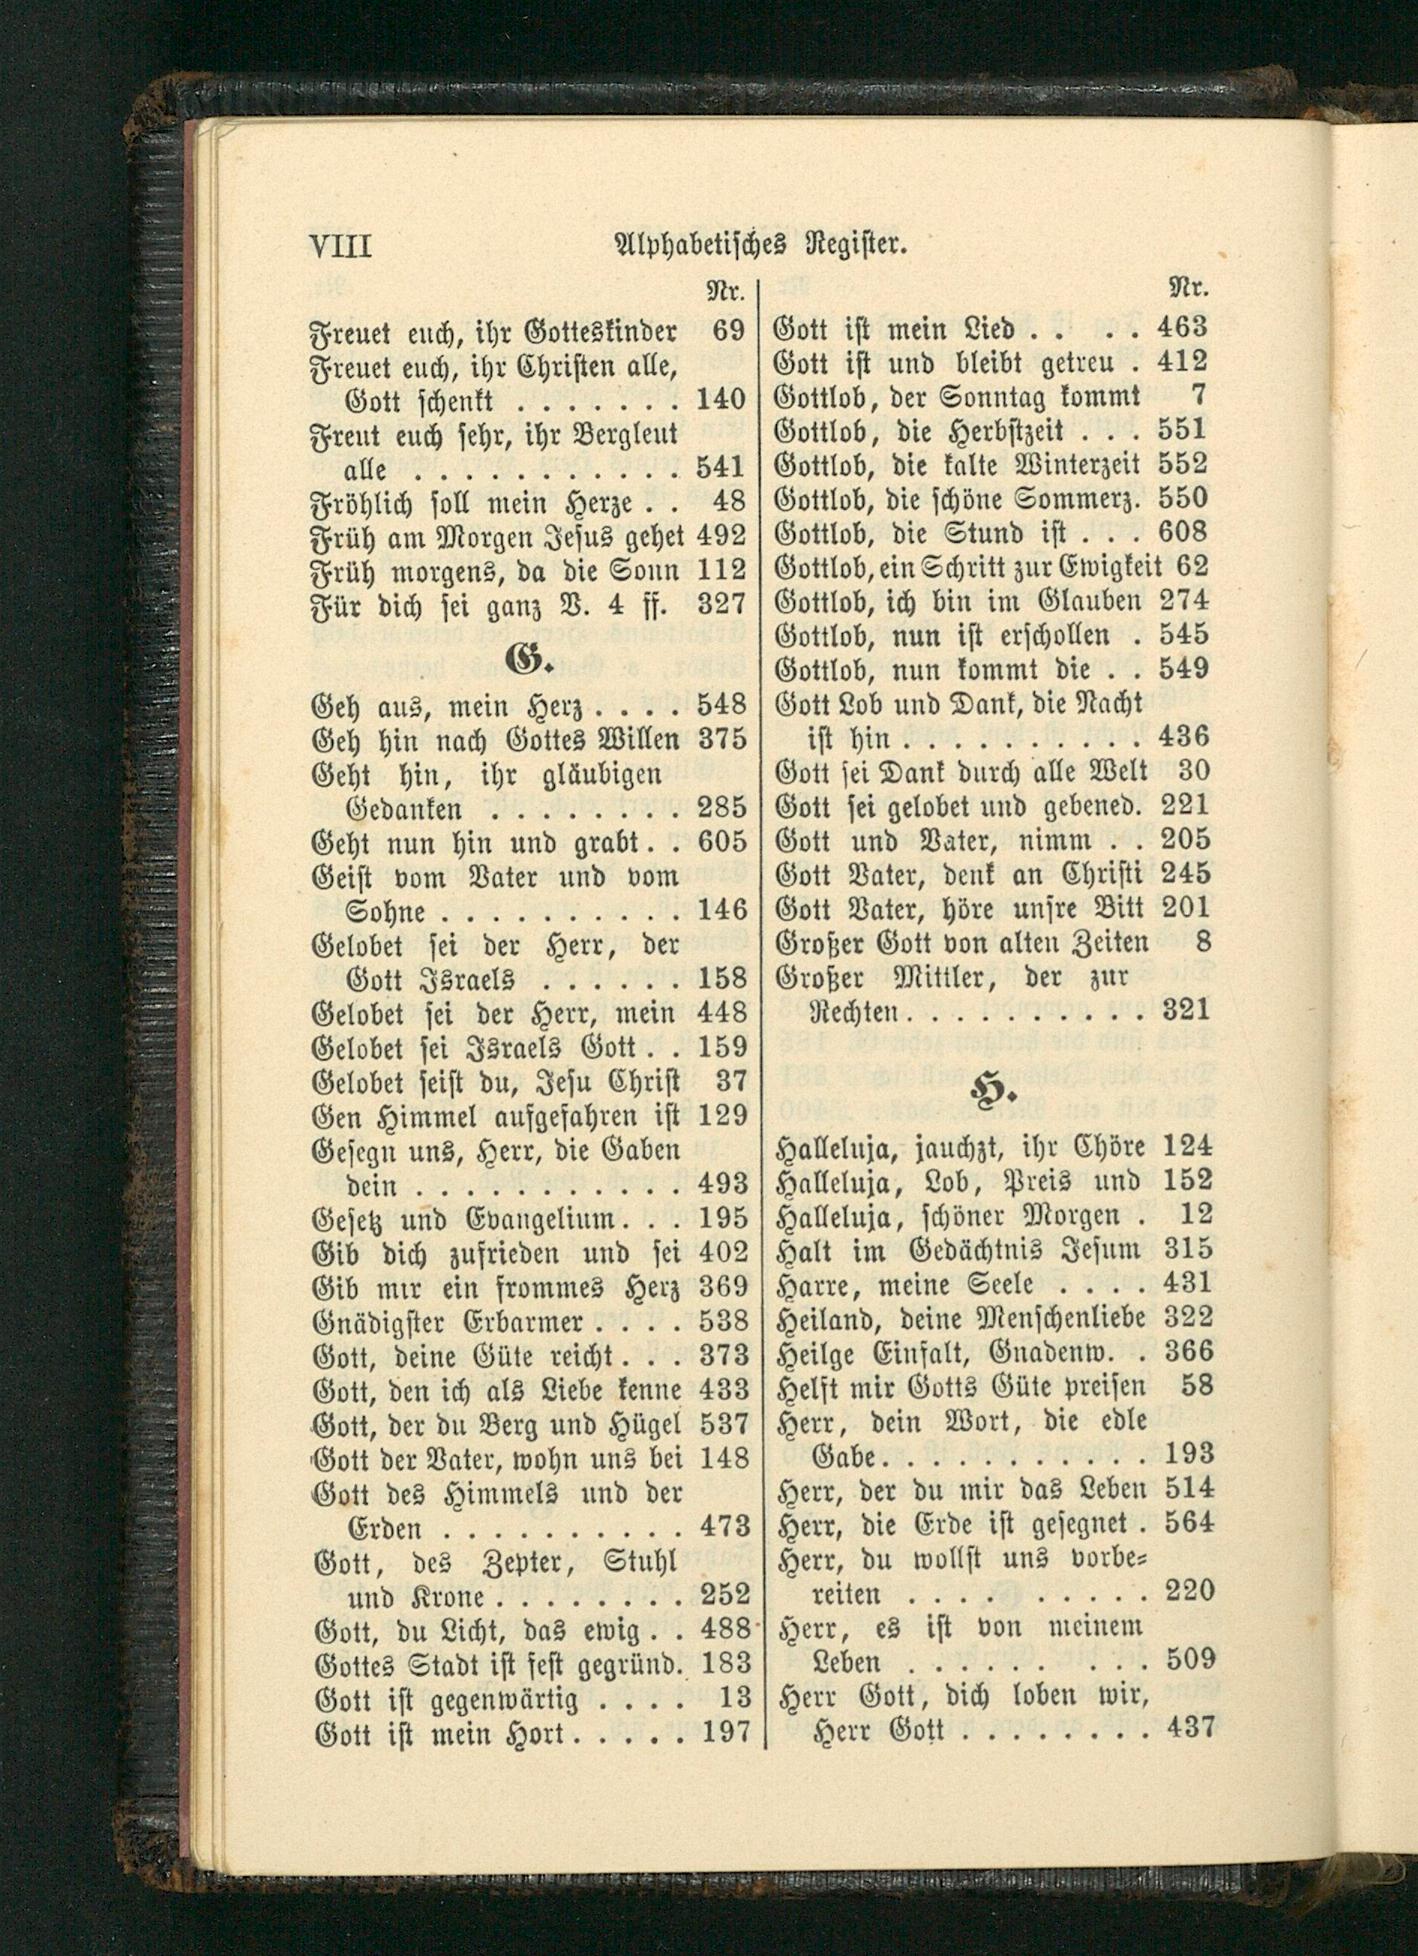 VIII Alphabetisches Register.
Nr.
Freuet euch, ihr Gotteskinder 69
Freuet euch, ihr Christen alle,
Gott schenkt . . . . . . . 140
Freut euch sehr, ihr Bergleut
alle . . . . . . . . . . . 541
Fröhlich soll mein Herze . . 48
Früh am Morgen Jesus gehet 492
Früh morgens, da die Sonn 112
Für dich sei ganz V. 4 ff. 327
G.
Geh aus, mein Herz . . . . 548
Geh hin nach Gottes Willen 375
Geht hin, ihr gläubigen
Gedanken . . . . . . . . 285
Geht nun hin und grabt. . . 605
Geist vom Vater und vom
Sohne . . . . . . . . . . 146
Gelobet sei der Herr, der
Gott Israels . . . . . . 158
Gelobet sei der Herr, mein 448
Gelobet sei Israels Gott . . 159
Gelobet seist du, Jesu Christ 37
Gen Himmel aufgefahren ist 129
Gesegn uns, Herr, die Gaben
dein . . . . . . . . . . . 493
Gesetz und Evangelium. . . 195
Gib dich zufrieden und sei 402
Gib mir ein frommes Herz 369
Gnädigster Erbarmer . . . . 538
Gott, deine Güte reicht. . . 373
Gott, den ich als Liebe kenne 433
Gott, der du Berg und Hügel 537
Gott der Vater, wohn uns bei 148
Gott des Himmels und der
Erden . . . . . . . . . . 473
Gott, des Zepter, Stuhl
und Krone . . . . . . . . 252
Gott, du Licht, das ewig . . 488
Gottes Stadt ist fest gegründ. 183
Gott ist gegenwärtig . . . . 13
Gott ist mein Hort . . . . . 197
Nr.
Gott ist mein Lied . . . . 463
Gott ist und bleibt getreu . 412
Gottlob, der Sonntag kommt 7
Gottlob, die Herbstzeit . . . 551
Gottlob, die kalte Winterzeit 552
Gottlob, die schöne Sommerz. 550
Gottlob, die Stund ist . . . 608
Gottlob, ein Schritt zur Ewigkeit 62
Gottlob, ich bin im Glauben 274
Gottlob, nun ist erschollen . 545
Gottlob, nun kommt die . . 549
Gott Lob und Dank, die Nacht
ist hin . . . . . . . . . . 436
Gott sei Dank durch alle Welt 30
Gott sei gelobet und gebened. 221
Gott und Vater, nimm . . 205
Gott Vater, denk an Christi 245
Gott Vater, höre unsre Bitt 201
Großer Gott von alten Zeiten 8
Großer Mittler, der zur
Rechten . . . . . . . . . . 321
H.
Halleluja, jauchzt, ihr Chöre 124
Halleluja, Lob, Preis und 152
Halleluja, schöner Morgen . 12
Halt im Gedächtnis Jesum 315
Harre, meine Seele . . . . 431
Heiland, deine Menschenliebe 322
Heilge Einfalt, Gnadenw. . 366
Helft mir Gotts Güte preisen 58
Herr, dein Wort, die edle
Gabe . . . . . . . . . . . 193
Herr, der du mir das Leben 514
Herr, die Erde ist gesegnet . 564
Herr, du wollst uns vorbe-
reiten . . . . . . . . . 220
Herr, es ist von meinem
Leben . . . . . . . . . 509
Herr Gott, dich loben wir,
Herr Gott . . . . . . . . 437